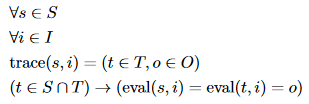 ∀s ∈ S
∀i ∈ I
trace(s, i) = (t ∈ T, o ∈ O)
(t ∈ S ∩ T) → (eval(s, i) = eval(t, i) = o)